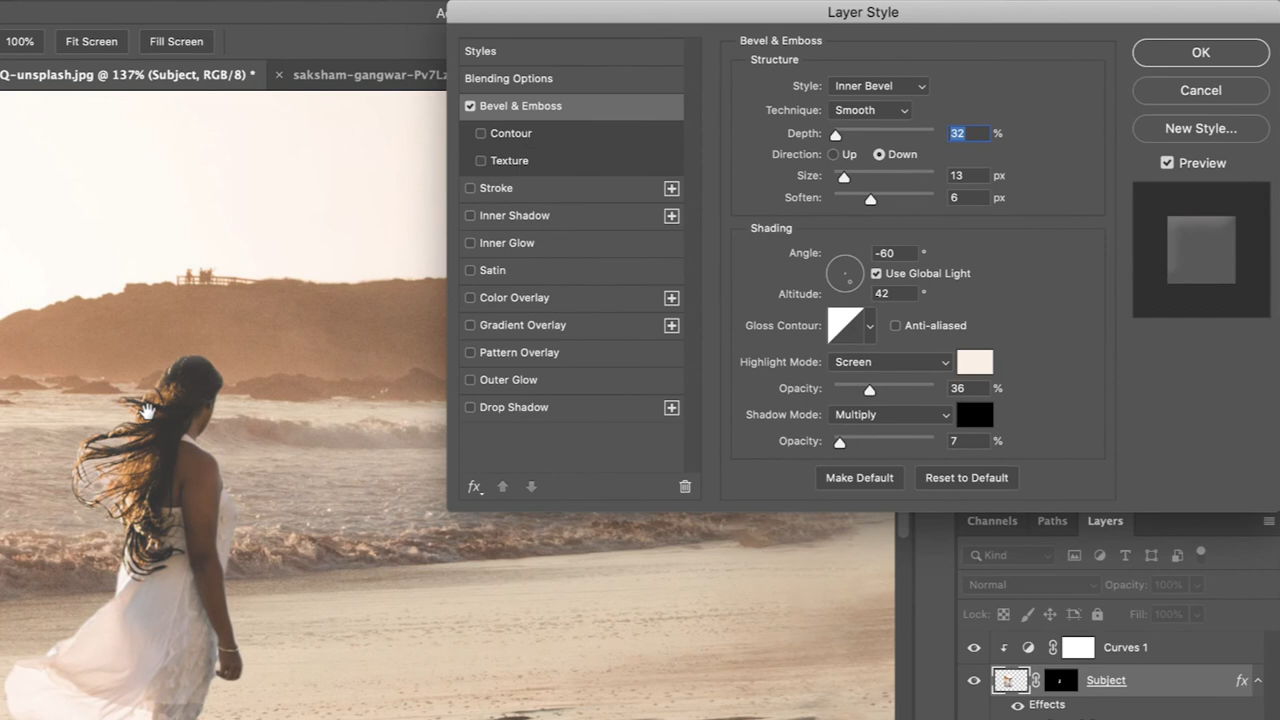 Layer Style
100%
Fit Screen
Fill Screen
Q-unsplash.jpg @ 137% (Subject, RGB/8) *
× saksham-gangwar-Pv7Lz
Styles
Blending Options
Bevel & Emboss
Contour
Texture
Stroke
Inner Shadow
Inner Glow
Satin
Color Overlay
Gradient Overlay
Pattern Overlay
Outer Glow
Drop Shadow
fx
Bevel & Emboss
Structure
Style: Inner Bevel
Technique: Smooth
Depth: 32 %
Direction: Up Down
Size: 13 px
Soften: 6 px
Shading
Angle: -60 °
Use Global Light
Altitude: 42 °
Gloss Contour: Anti-aliased
Highlight Mode: Screen
Opacity: 36 %
Shadow Mode: Multiply
Opacity: 7 %
Make Default
Reset to Default
OK
Cancel
New Style...
Preview
Channels Paths Layers
Kind
Normal Opacity: 100%
Lock: Fill: 100%
Curves 1
Subject fx
Effects